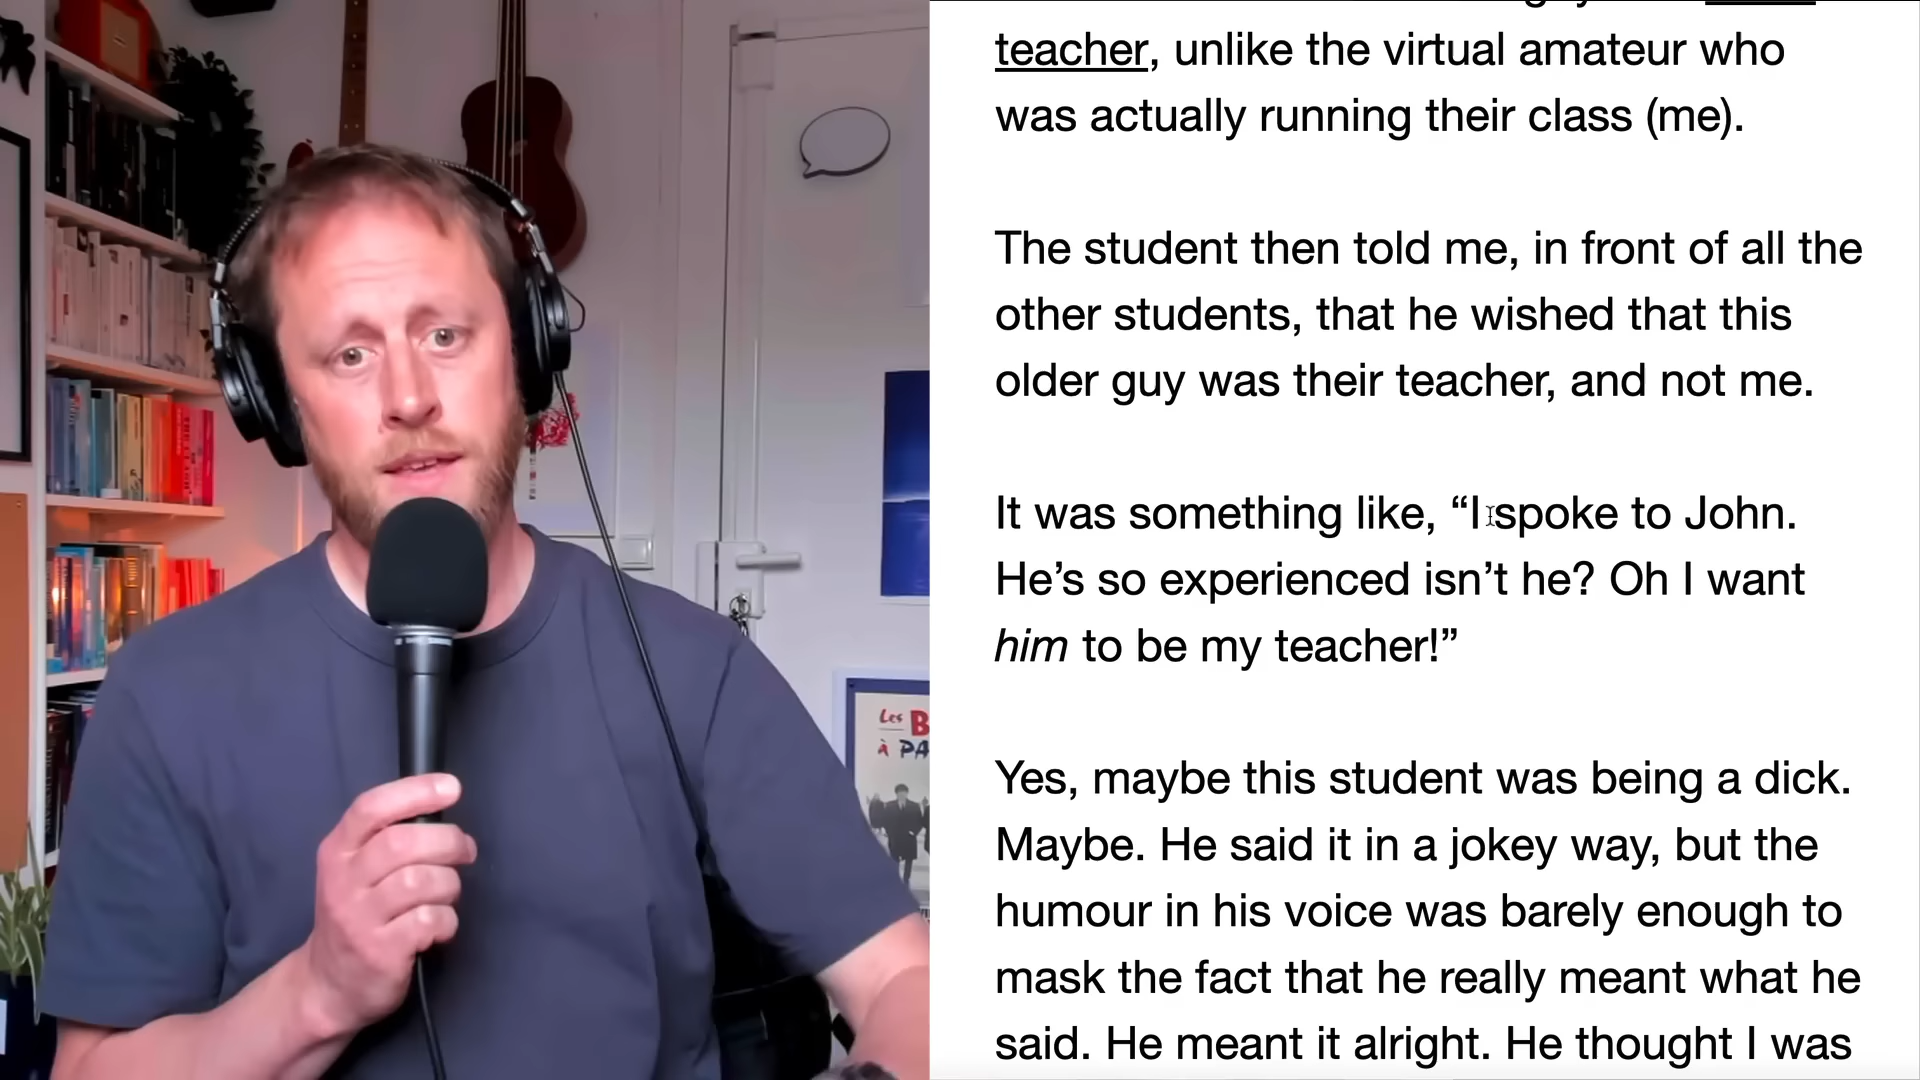 teacher, unlike the virtual amateur who
was actually running their class (me).
The student then told me, in front of all the
other students, that he wished that this
older guy was their teacher, and not me.
It was something like, “I spoke to John.
He’s so experienced isn’t he? Oh I want
him to be my teacher!”
Yes, maybe this student was being a dick.
Maybe. He said it in a jokey way, but the
humour in his voice was barely enough to
mask the fact that he really meant what he
said. He meant it alright. He thought I was
Les B
à PA